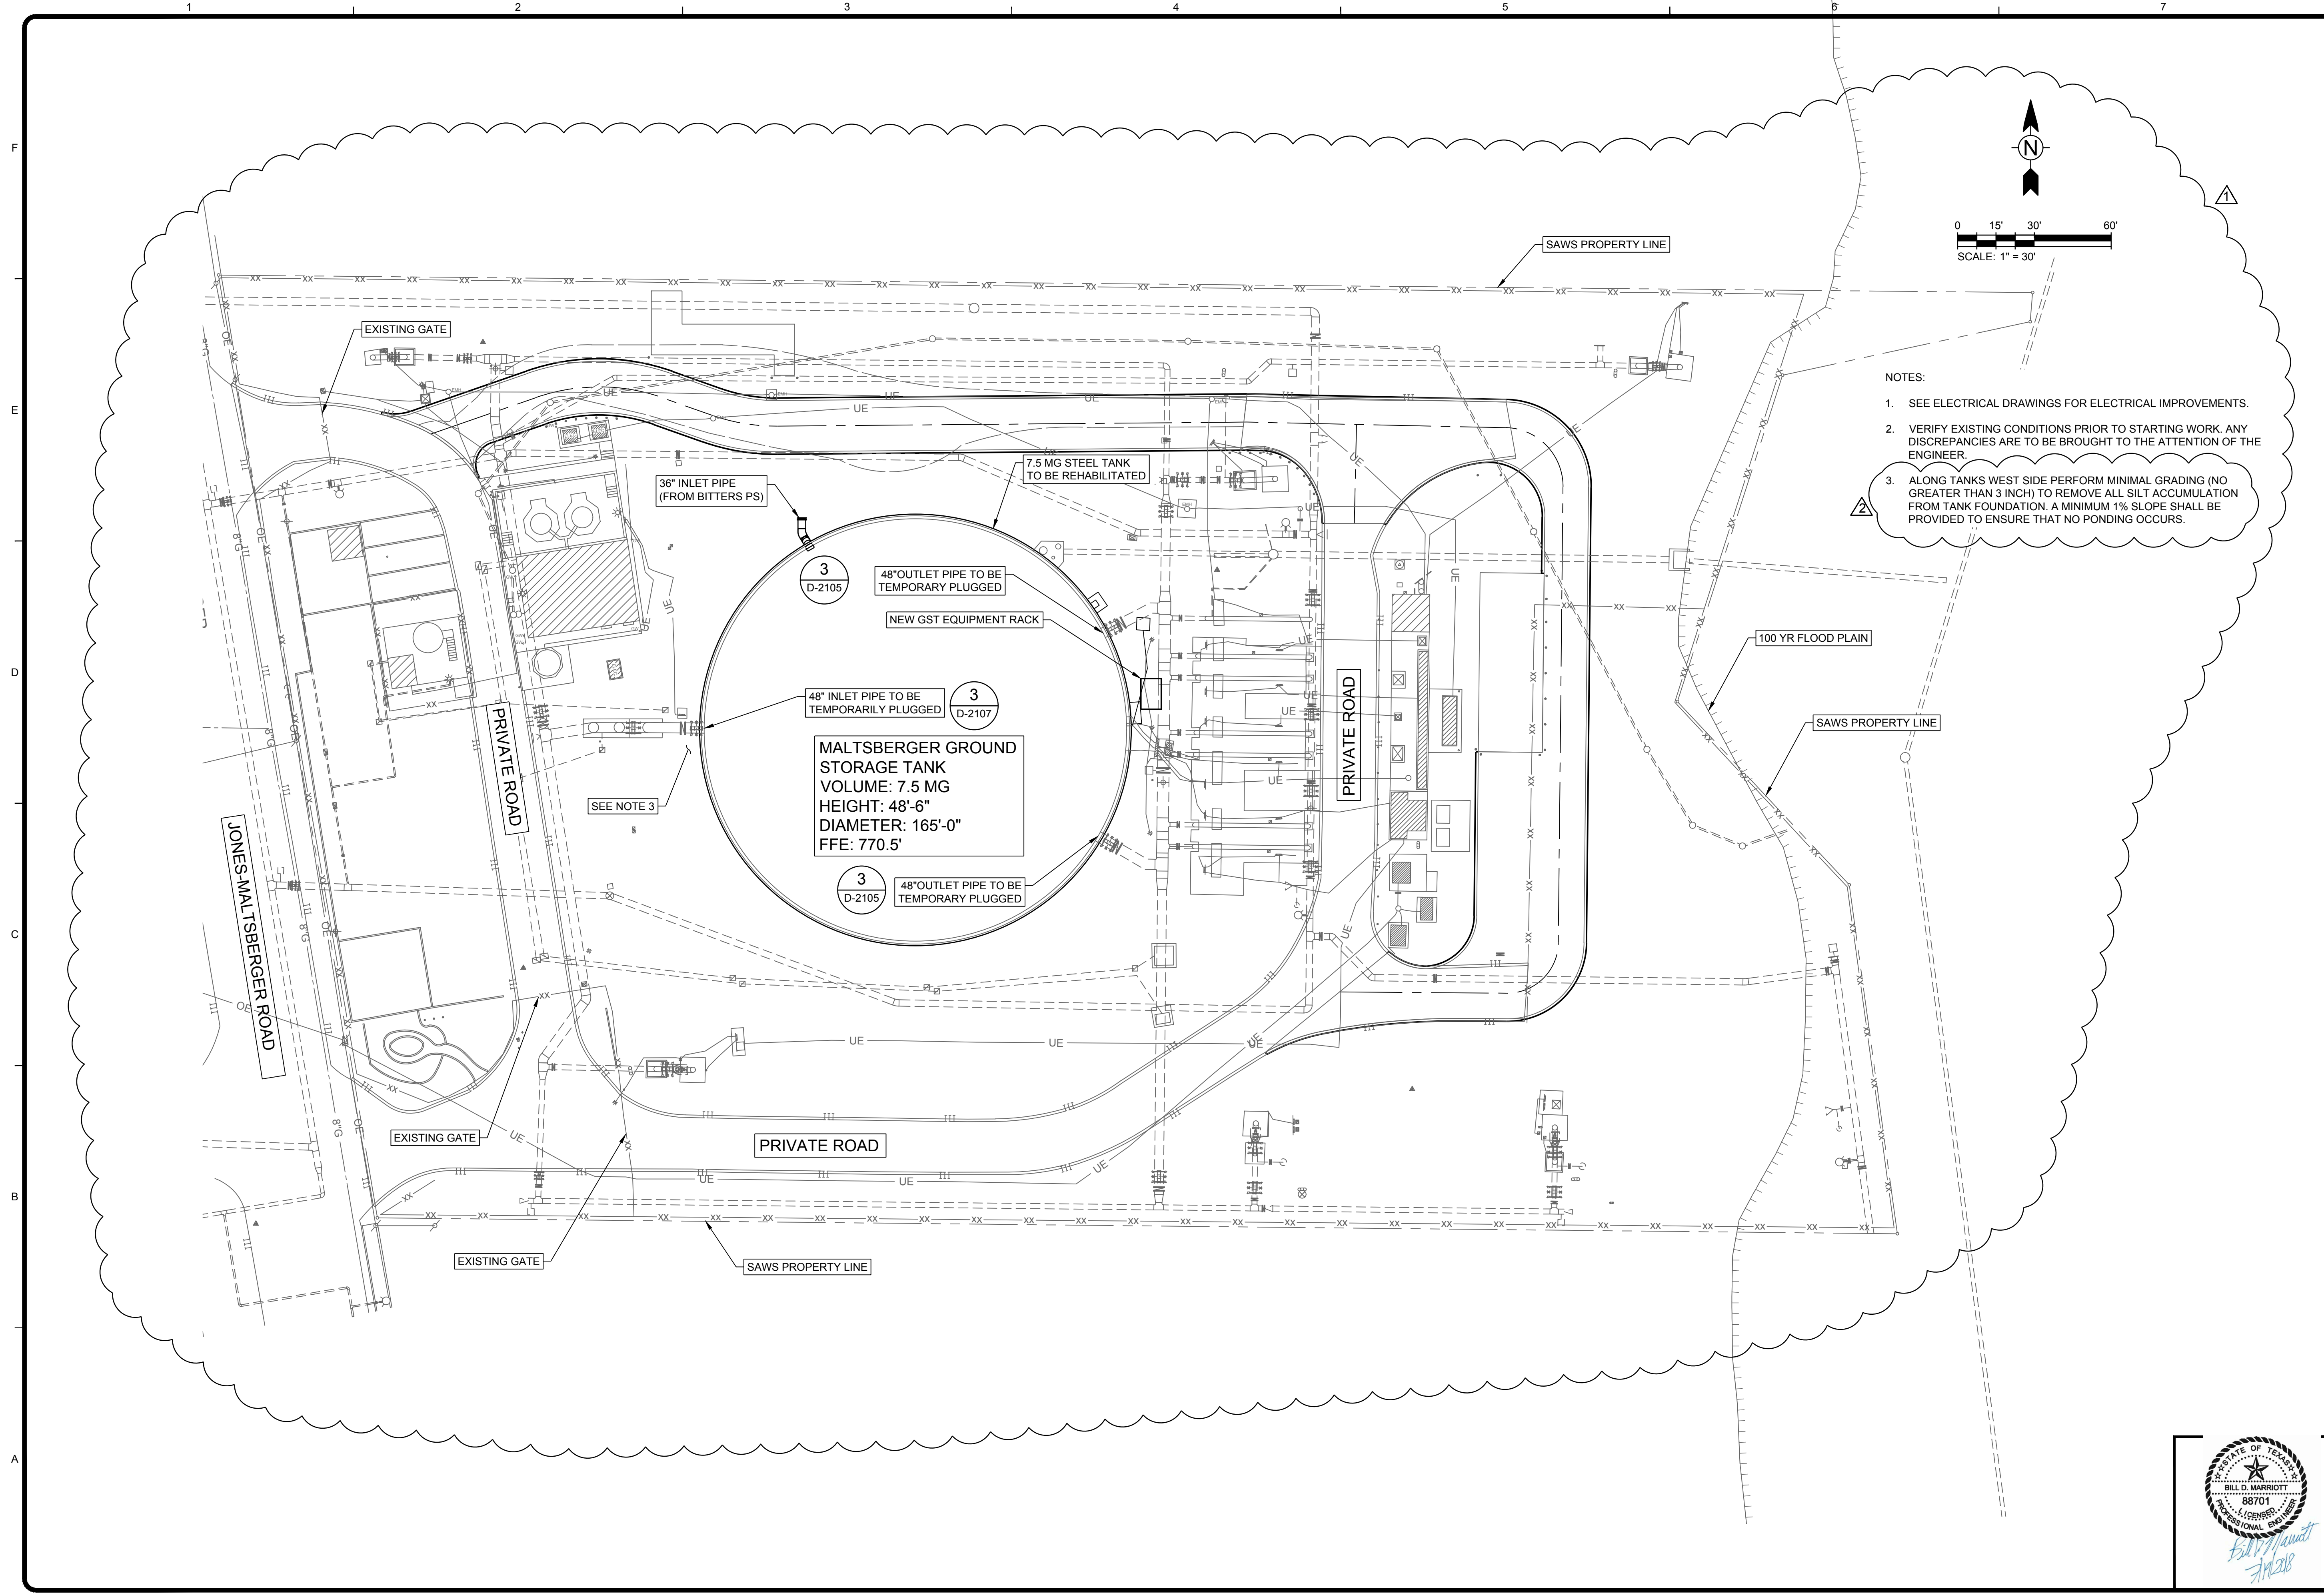 1 2 3 4 5 6 7
F
E
D
C
B
A
N
1
0 15' 30' 60'
SCALE: 1" = 30'
SAWS PROPERTY LINE
EXISTING GATE
NOTES:
1. SEE ELECTRICAL DRAWINGS FOR ELECTRICAL IMPROVEMENTS.
2. VERIFY EXISTING CONDITIONS PRIOR TO STARTING WORK. ANY
DISCREPANCIES ARE TO BE BROUGHT TO THE ATTENTION OF THE
ENGINEER.
2
3. ALONG TANKS WEST SIDE PERFORM MINIMAL GRADING (NO
GREATER THAN 3 INCH) TO REMOVE ALL SILT ACCUMULATION
FROM TANK FOUNDATION. A MINIMUM 1% SLOPE SHALL BE
PROVIDED TO ENSURE THAT NO PONDING OCCURS.
7.5 MG STEEL TANK
TO BE REHABILITATED
36" INLET PIPE
(FROM BITTERS PS)
3
D-2105
48"OUTLET PIPE TO BE
TEMPORARY PLUGGED
NEW GST EQUIPMENT RACK
100 YR FLOOD PLAIN
48" INLET PIPE TO BE
TEMPORARILY PLUGGED
3
D-2107
SAWS PROPERTY LINE
PRIVATE ROAD
PRIVATE ROAD
MALTSBERGER GROUND
STORAGE TANK
VOLUME: 7.5 MG
HEIGHT: 48'-6"
DIAMETER: 165'-0"
FFE: 770.5'
SEE NOTE 3
3
D-2105
48"OUTLET PIPE TO BE
TEMPORARY PLUGGED
JONES-MALTSBERGER ROAD
EXISTING GATE
PRIVATE ROAD
EXISTING GATE
SAWS PROPERTY LINE
XX
UE
OE
8"G
STATE OF TEXAS
BILL D. MARRIOTT
88701
LICENSED
PROFESSIONAL ENGINEER